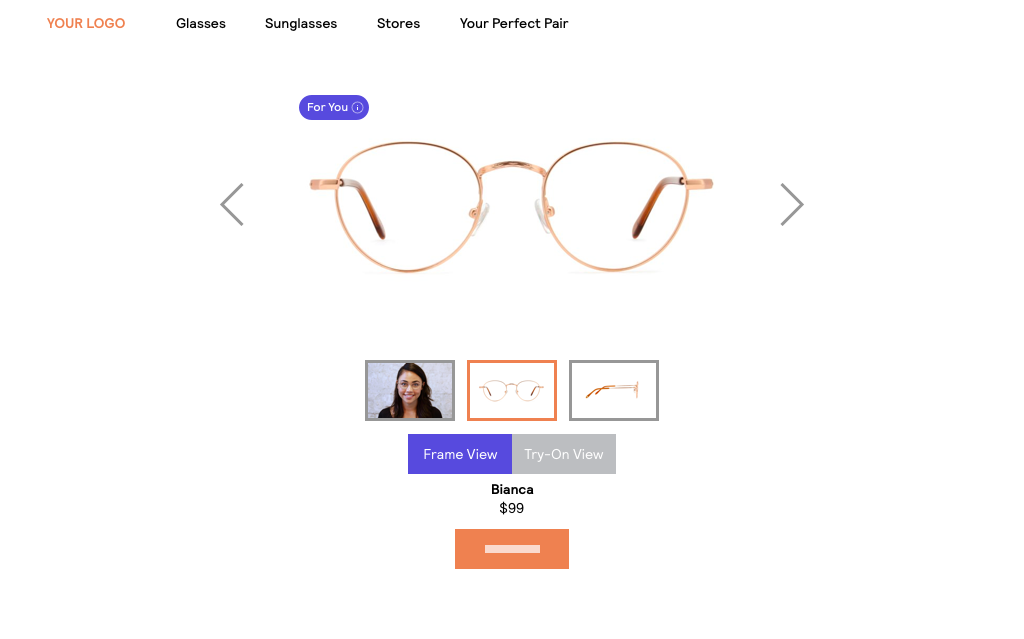 YOUR LOGO
Glasses
Sunglasses
Stores
Your Perfect Pair
For You
Frame View
Try-On View
Bianca
$99